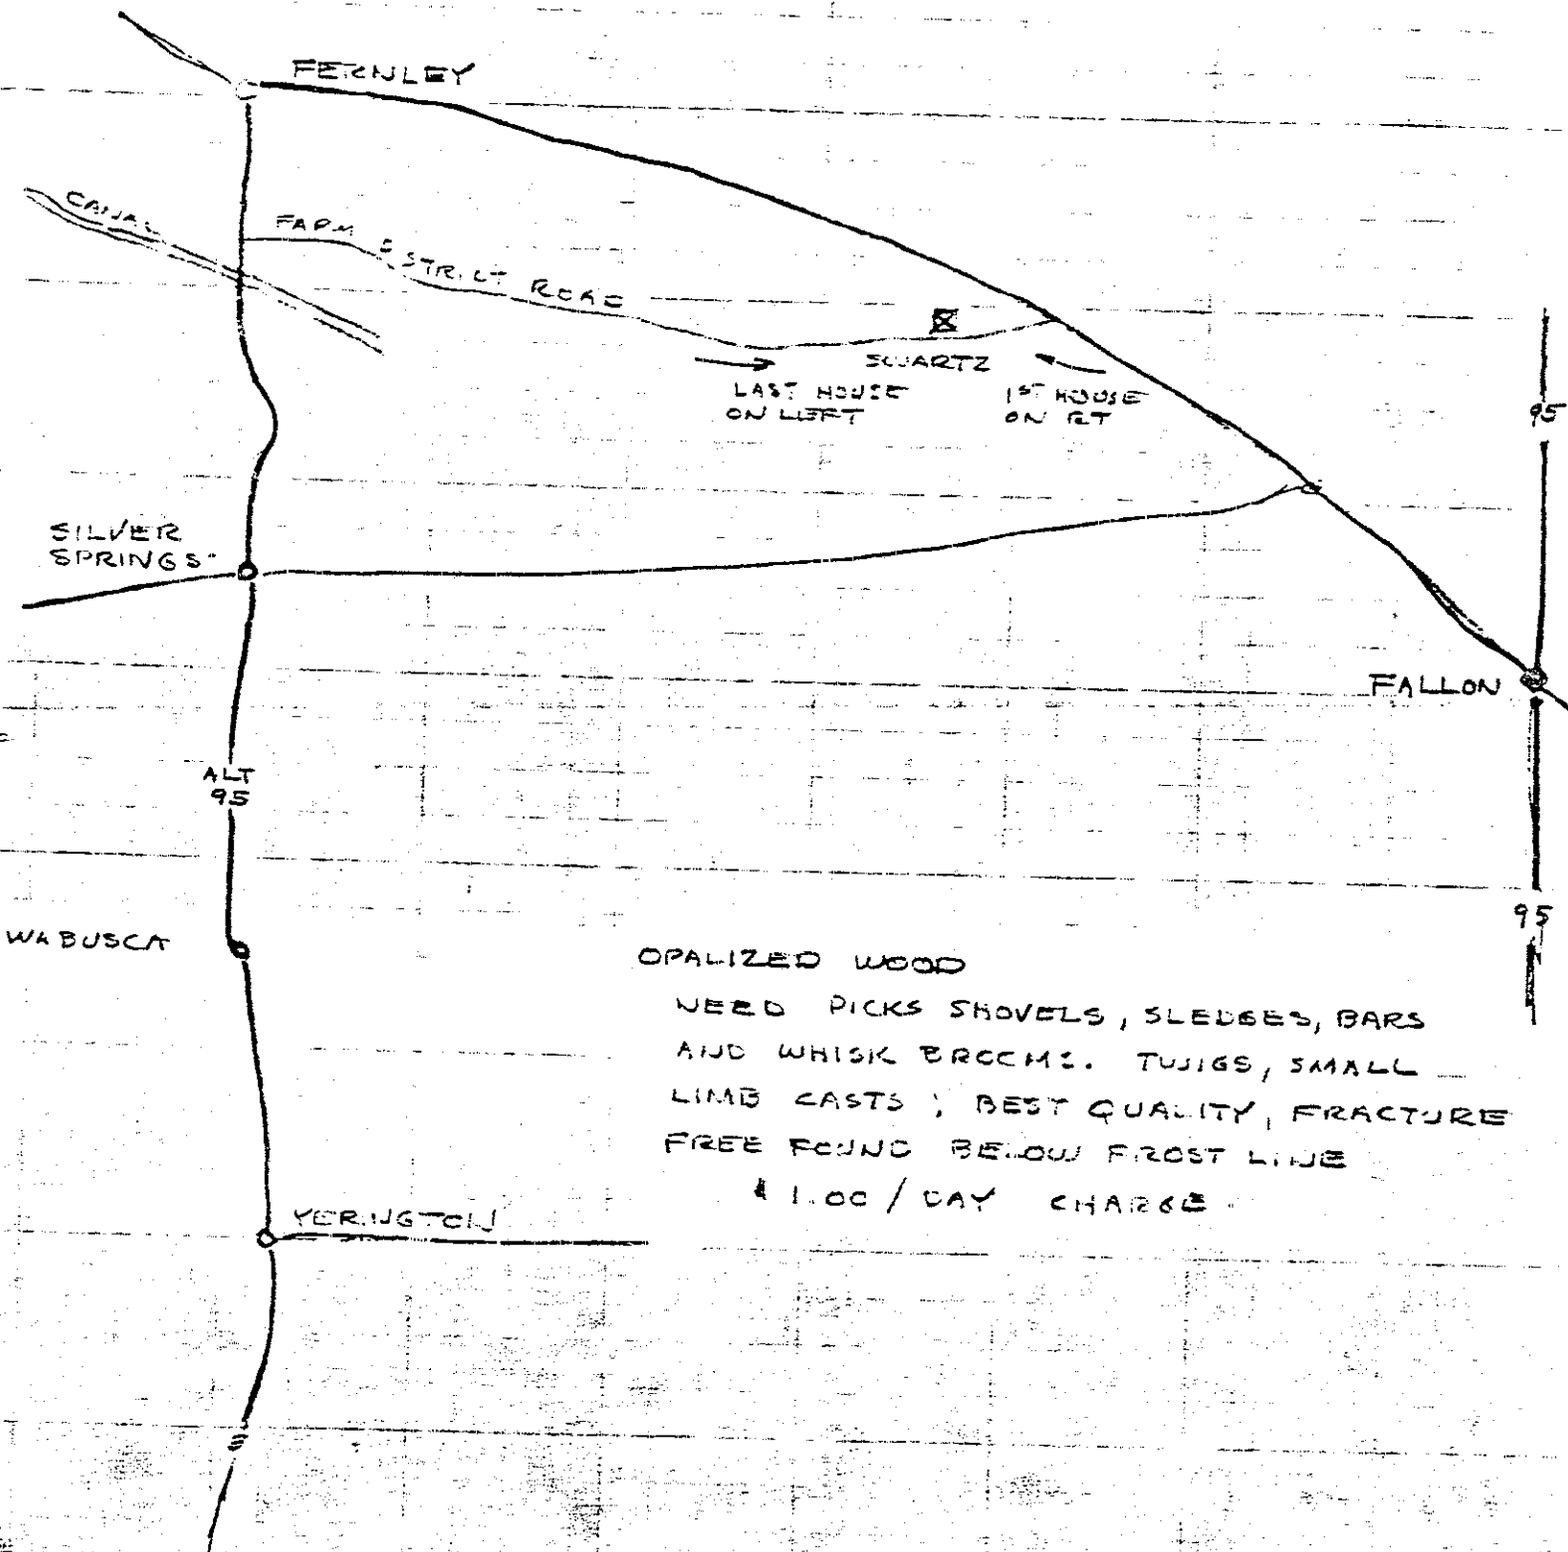 FERNLEY
CANAL
FARM DISTRICT ROAD
SWARTZ
LAST HOUSE
ON LEFT
1ST HOUSE
ON RT
95
SILVER
SPRINGS
FALLON
ALT
95
95
WABUSCA
OPALIZED WOOD
NEED PICKS SHOVELS, SLEDGES, BARS
AND WHISK BROOMS. TWIGS, SMALL
LIMB CASTS; BEST QUALITY, FRACTURE
FREE FOUND BELOW FROST LINE
$1.00/DAY CHARGE
YERINGTON